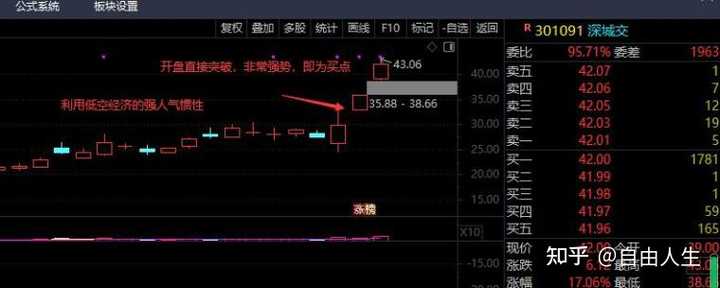 公式系统 板块设置
复权 叠加 多股 统计 画线 F10 标记 -自选 返回
R 301091 深城交
委比 95.71% 委差 1963
开盘直接突破，非常强势，即为买点
43.06
40.00
利用低空经济的强人气惯性
35.88 - 38.66
35.00
30.00
25.00
20.00
15.00
涨榜
X10
-15.00
卖五 42.07 1
卖四 42.06 7
卖三 42.05 12
卖二 42.03 19
卖一 42.01 5
买一 42.00 1781
买二 41.99 1
买三 41.98 1
买四 41.97 59
买五 41.96 165
现价 42.00 今开 39.00
涨跌 最高
涨幅 17.06% 最低
知乎 @自由人生